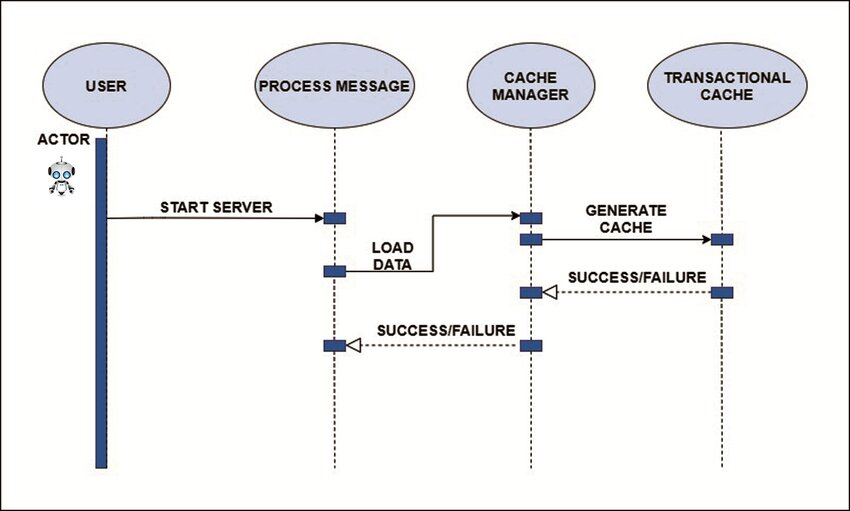 USER
PROCESS MESSAGE
CACHE
MANAGER
TRANSACTIONAL
CACHE
ACTOR
START SERVER
GENERATE
CACHE
LOAD
DATA
SUCCESS/FAILURE
SUCCESS/FAILURE